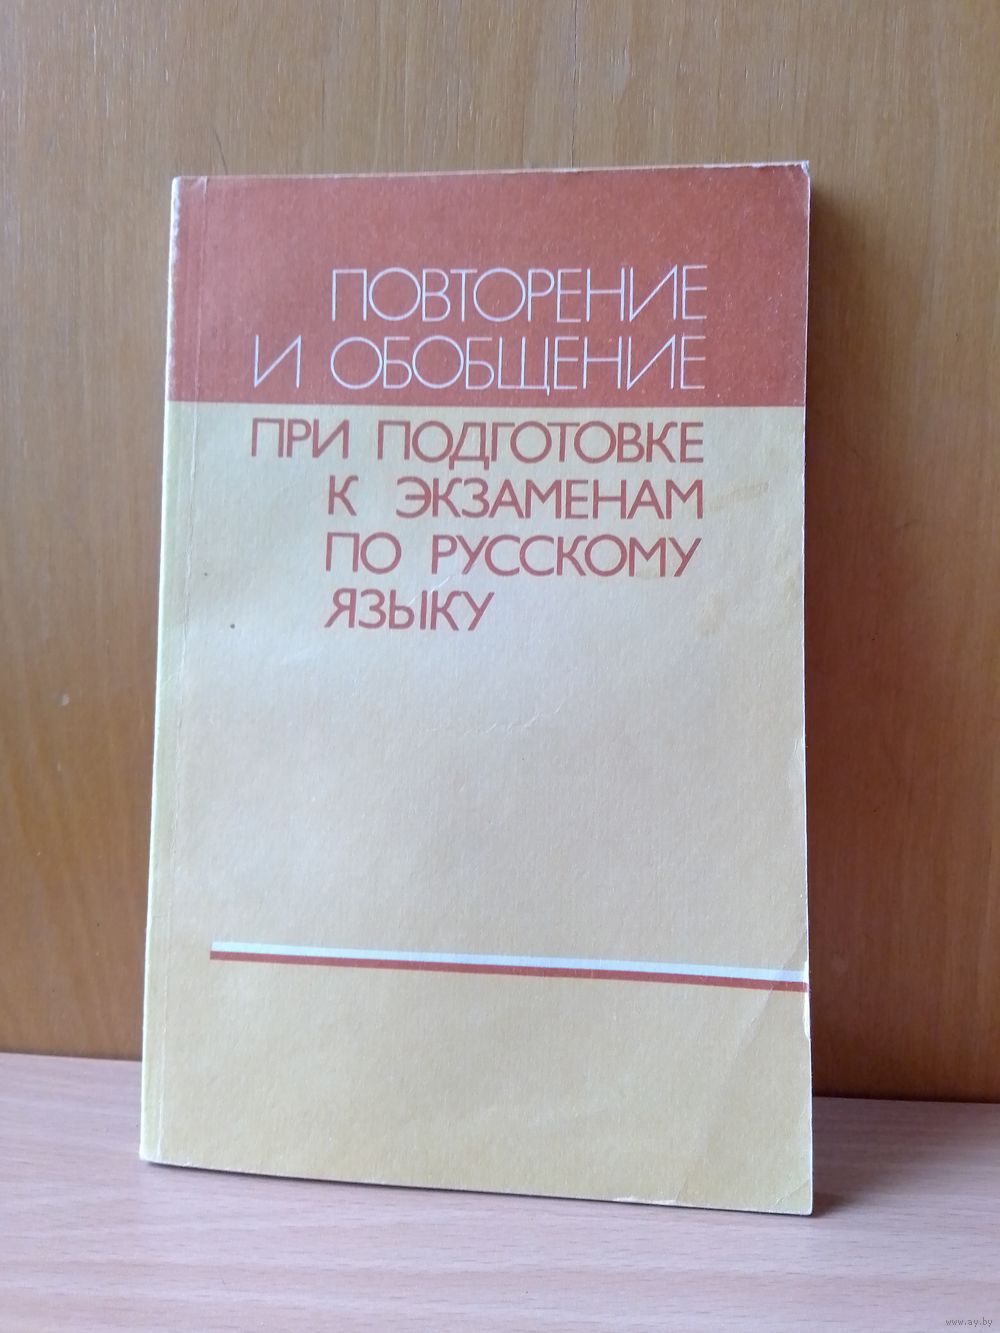 ПОВТОРЕНИЕ
И ОБОБЩЕНИЕ
ПРИ ПОДГОТОВКЕ
К ЭКЗАМЕНАМ
ПО РУССКОМУ
ЯЗЫКУ
www.ay.by